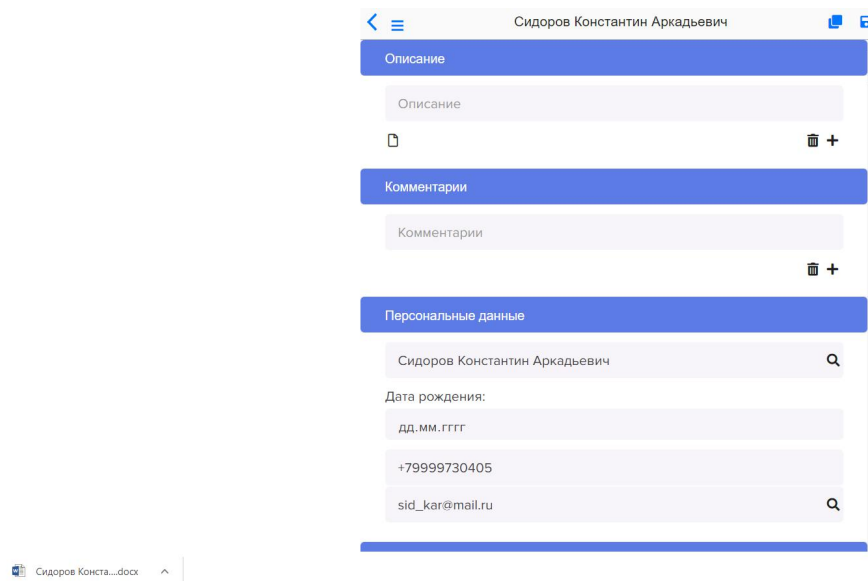 Сидоров Константин Аркадьевич
Описание
Описание
Комментарии
Комментарии
Персональные данные
Сидоров Константин Аркадьевич
Дата рождения:
дд.мм.гггг
+79999730405
sid_kar@mail.ru
Сидоров Конста....docx